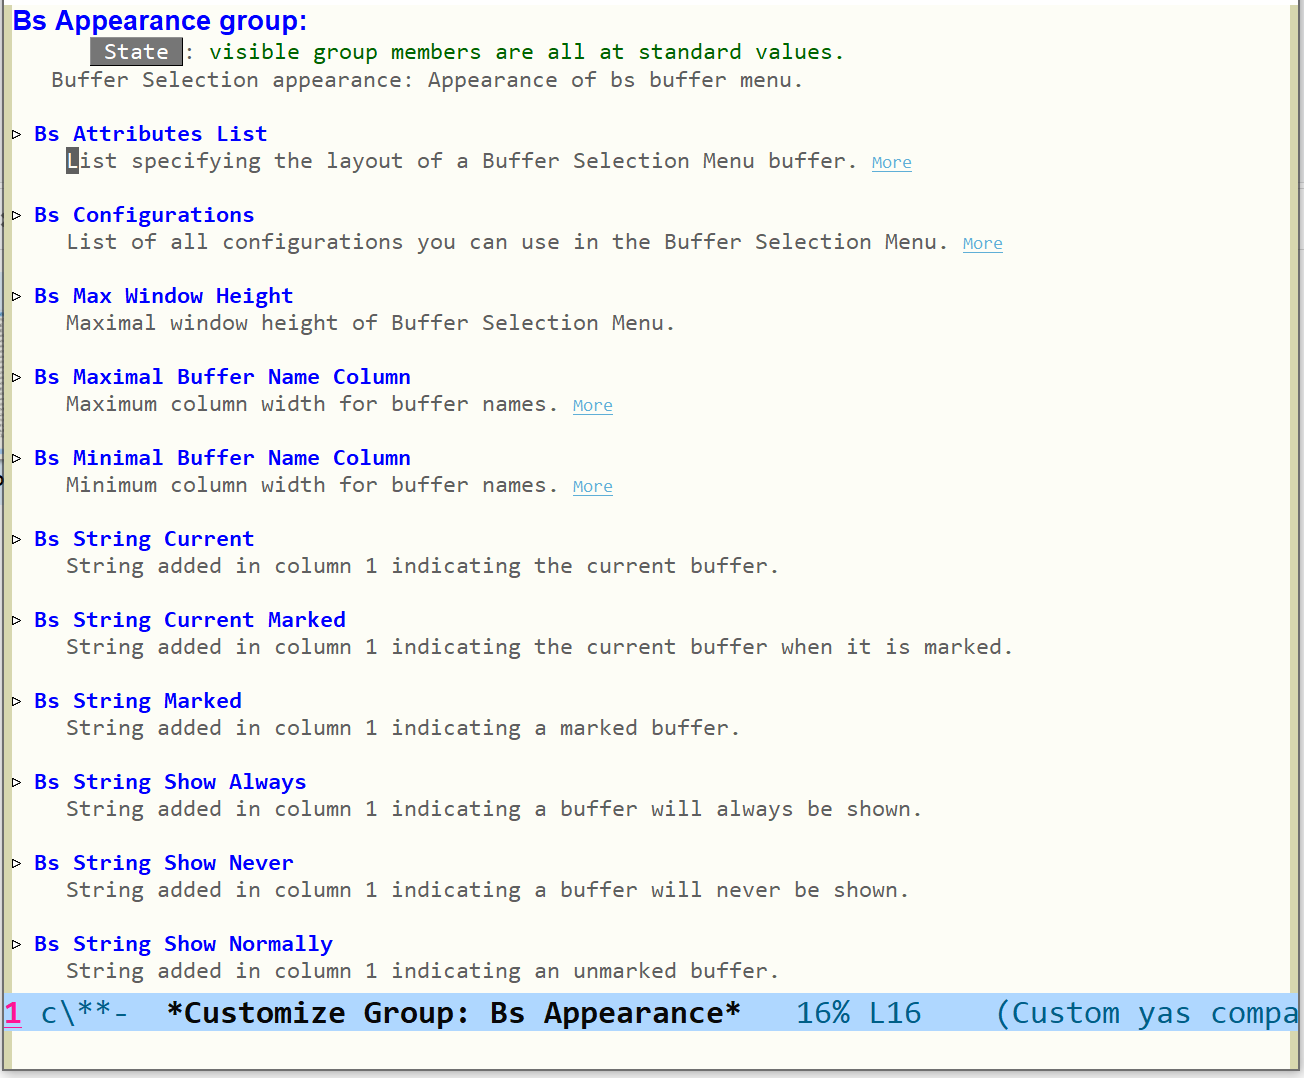 Bs Appearance group:
State : visible group members are all at standard values.
Buffer Selection appearance: Appearance of bs buffer menu.
Bs Attributes List
List specifying the layout of a Buffer Selection Menu buffer. More
Bs Configurations
List of all configurations you can use in the Buffer Selection Menu. More
Bs Max Window Height
Maximal window height of Buffer Selection Menu.
Bs Maximal Buffer Name Column
Maximum column width for buffer names. More
Bs Minimal Buffer Name Column
Minimum column width for buffer names. More
Bs String Current
String added in column 1 indicating the current buffer.
Bs String Current Marked
String added in column 1 indicating the current buffer when it is marked.
Bs String Marked
String added in column 1 indicating a marked buffer.
Bs String Show Always
String added in column 1 indicating a buffer will always be shown.
Bs String Show Never
String added in column 1 indicating a buffer will never be shown.
Bs String Show Normally
String added in column 1 indicating an unmarked buffer.
1 c\**- *Customize Group: Bs Appearance* 16% L16 (Custom yas compa